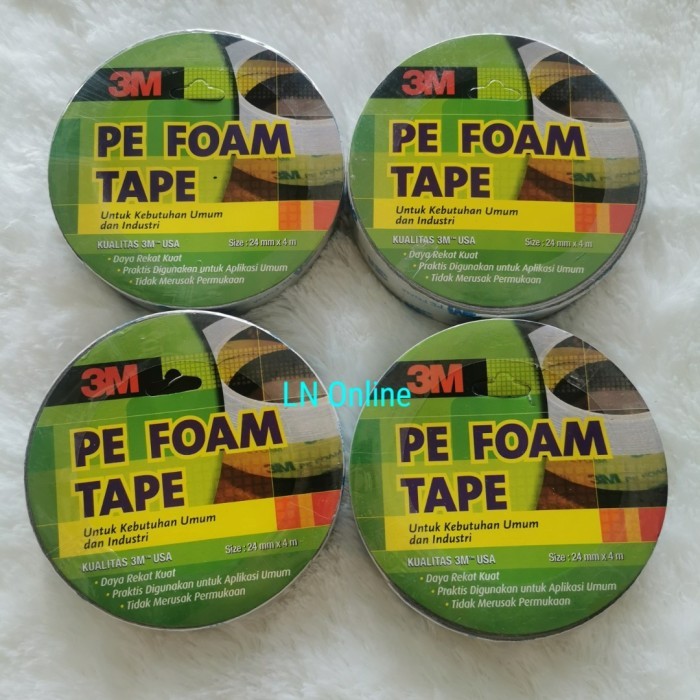 3M
PE FOAM
TAPE
Untuk Kebutuhan Umum
dan Industri
KUALITAS 3M™ USA Size : 24 mm x 4 m
• Daya Rekat Kuat
• Praktis Digunakan untuk Aplikasi Umum
• Tidak Merusak Permukaan
3M
PE FOAM
TAPE
Untuk Kebutuhan Umum
dan Industri
KUALITAS 3M™ USA Size : 24 mm x 4 m
• Daya Rekat Kuat
• Praktis Digunakan untuk Aplikasi Umum
• Tidak Merusak Permukaan
LN Online
3M
PE FOAM
TAPE
3M
Untuk Kebutuhan Umum
dan Industri
KUALITAS 3M™ USA Size : 24 mm x 4 m
• Daya Rekat Kuat
• Praktis Digunakan untuk Aplikasi Umum
• Tidak Merusak Permukaan
3M
PE FOAM
TAPE
3M
Untuk Kebutuhan Umum
dan Industri
KUALITAS 3M™ USA Size : 24 mm x 4 m
• Daya Rekat Kuat
• Praktis Digunakan untuk Aplikasi Umum
• Tidak Merusak Permukaan